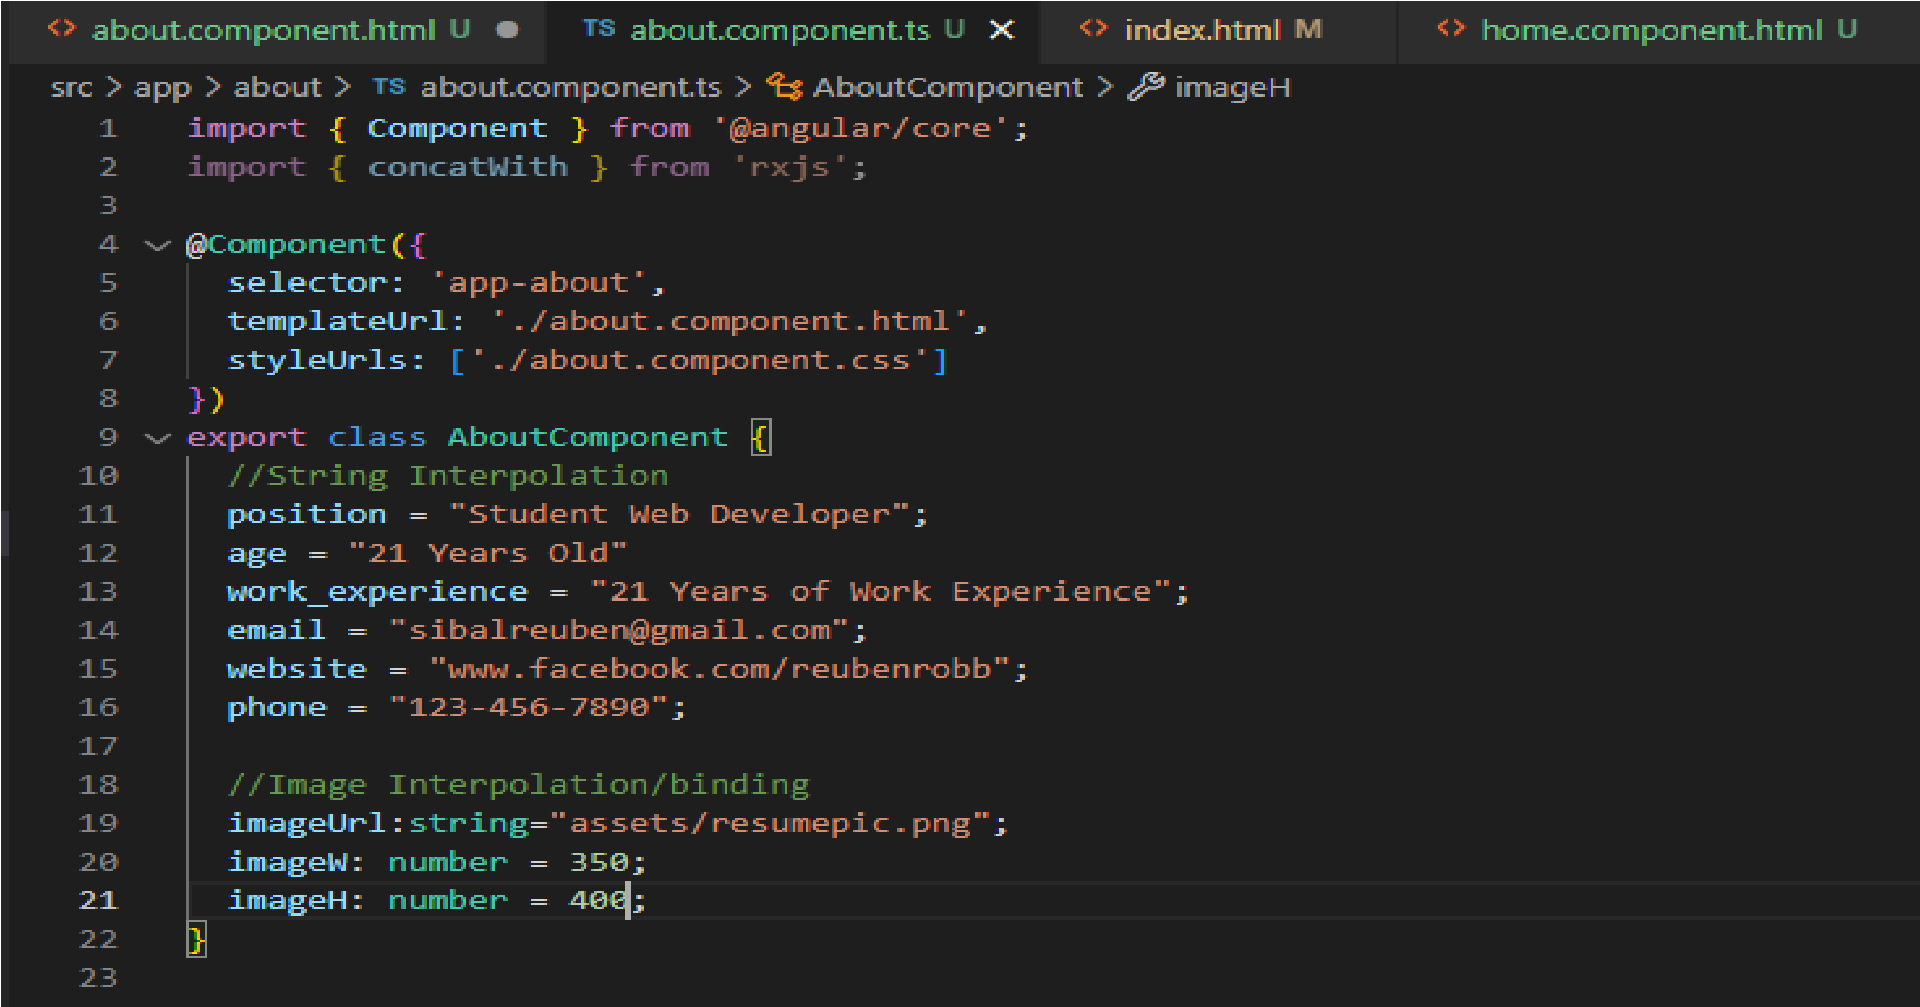 about.component.html U about.component.ts U index.html M home.component.html U
src > app > about > TS about.component.ts > AboutComponent > imageH
1 import { Component } from '@angular/core';
2 import { concatWith } from 'rxjs';
3
4 @Component({
5 selector: 'app-about',
6 templateUrl: './about.component.html',
7 styleUrls: ['./about.component.css']
8 })
9 export class AboutComponent {
10 //String Interpolation
11 position = "Student Web Developer";
12 age = "21 Years Old"
13 work_experience = "21 Years of Work Experience";
14 email = "sibalreuben@gmail.com";
15 website = "www.facebook.com/reubenrobb";
16 phone = "123-456-7890";
17
18 //Image Interpolation/binding
19 imageUrl:string="assets/resumepic.png";
20 imageW: number = 350;
21 imageH: number = 400;
22 }
23